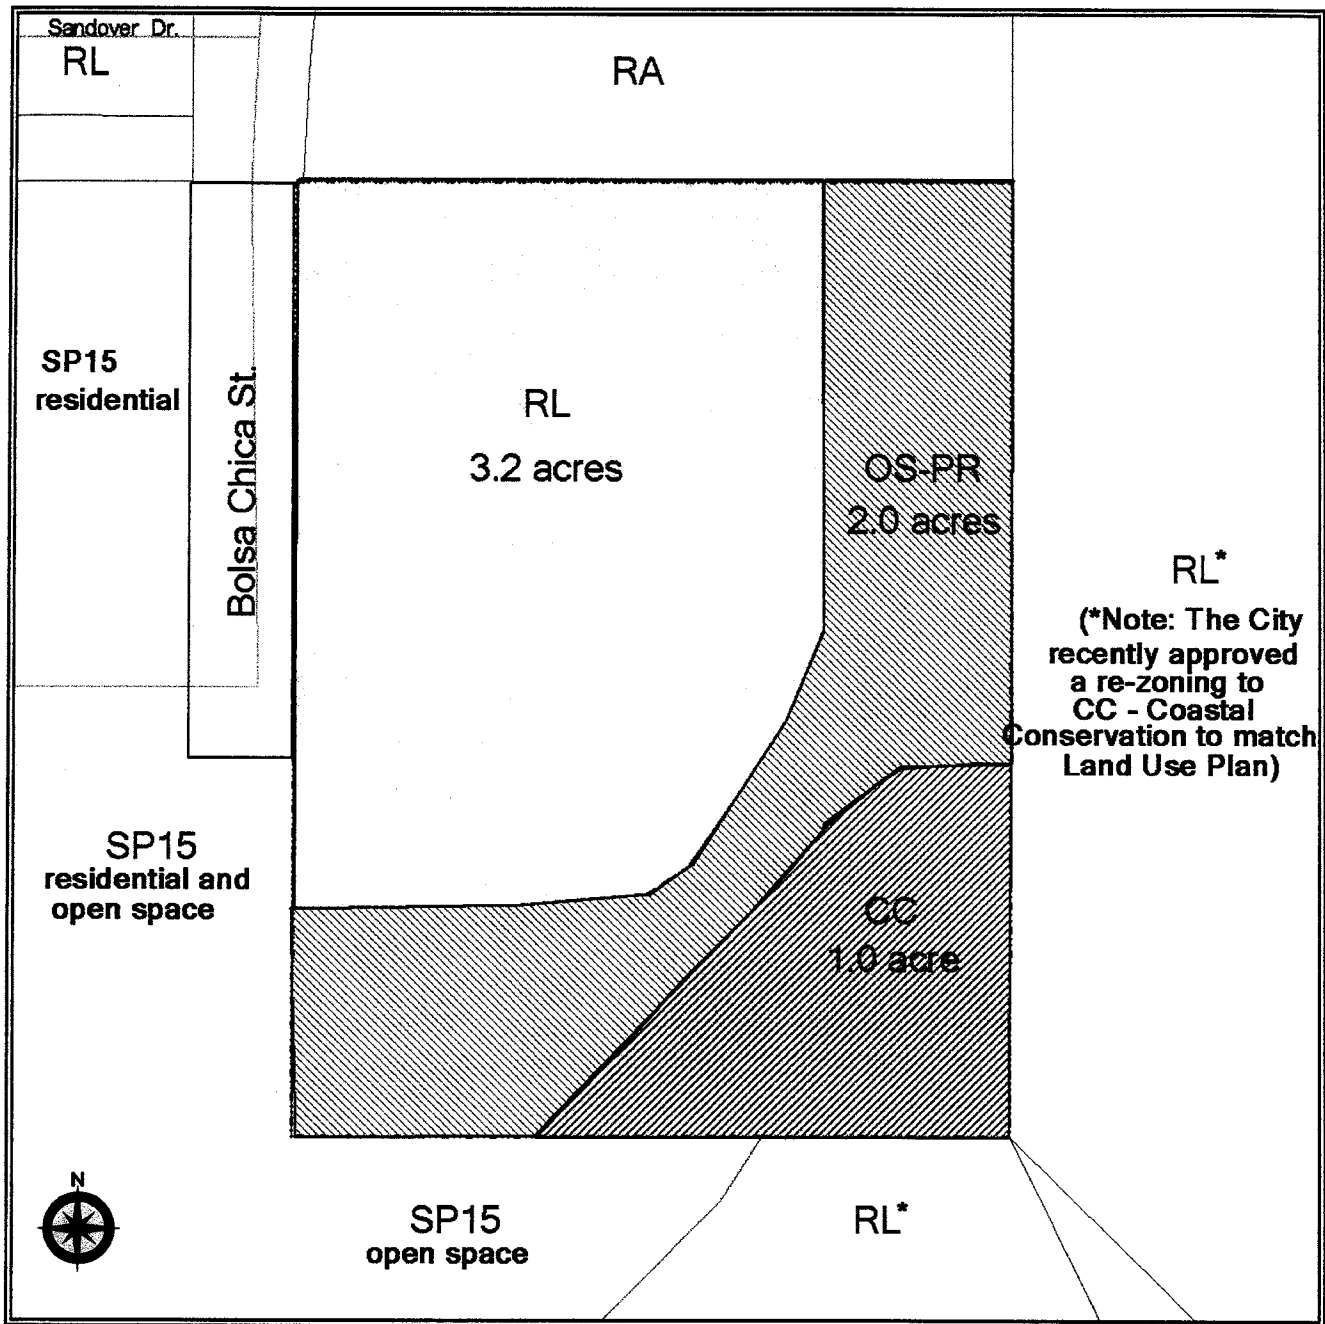 Sandover Dr.
RL
RA
SP15
residential
Bolsa Chica St.
RL
3.2 acres
OS-PR
2.0 acres
RL*
(*Note: The City
recently approved
a re-zoning to
CC - Coastal
Conservation to match
Land Use Plan)
SP15
residential and
open space
CC
1.0 acre
N
SP15
open space
RL*